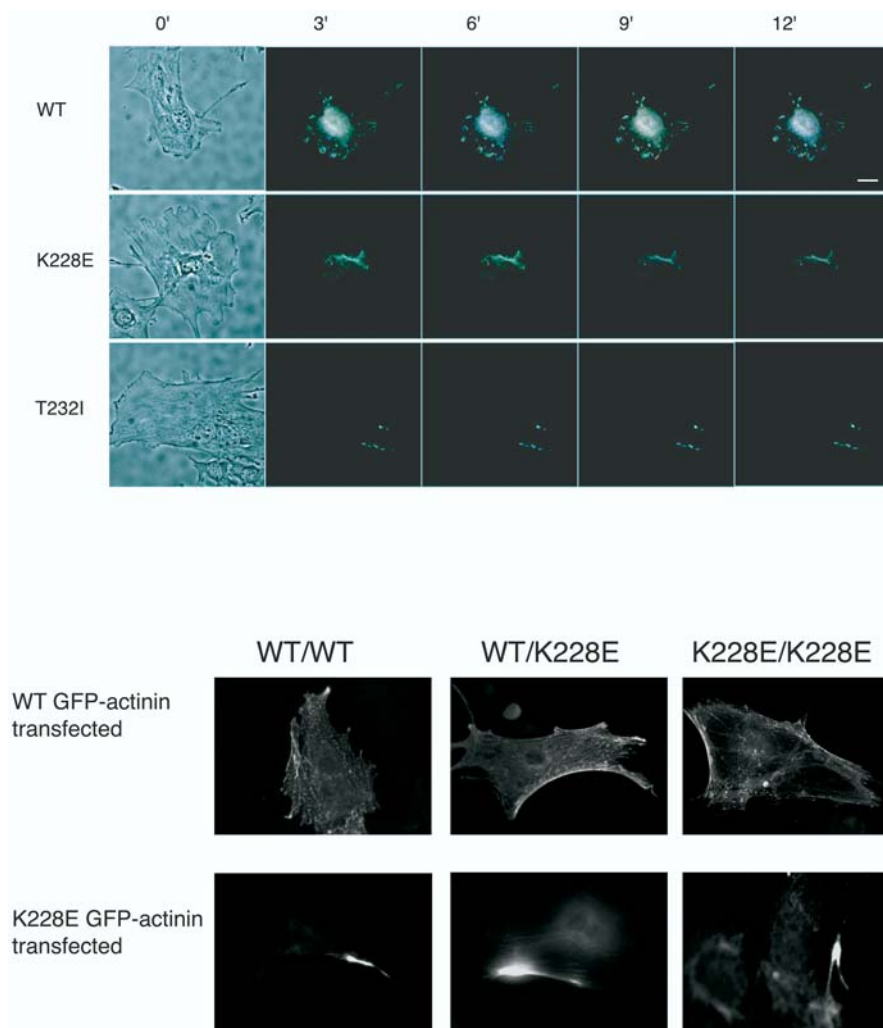 0' 3' 6' 9' 12'
WT
K228E
T232I
WT/WT WT/K228E K228E/K228E
WT GFP-actinin
transfected
K228E GFP-actinin
transfected